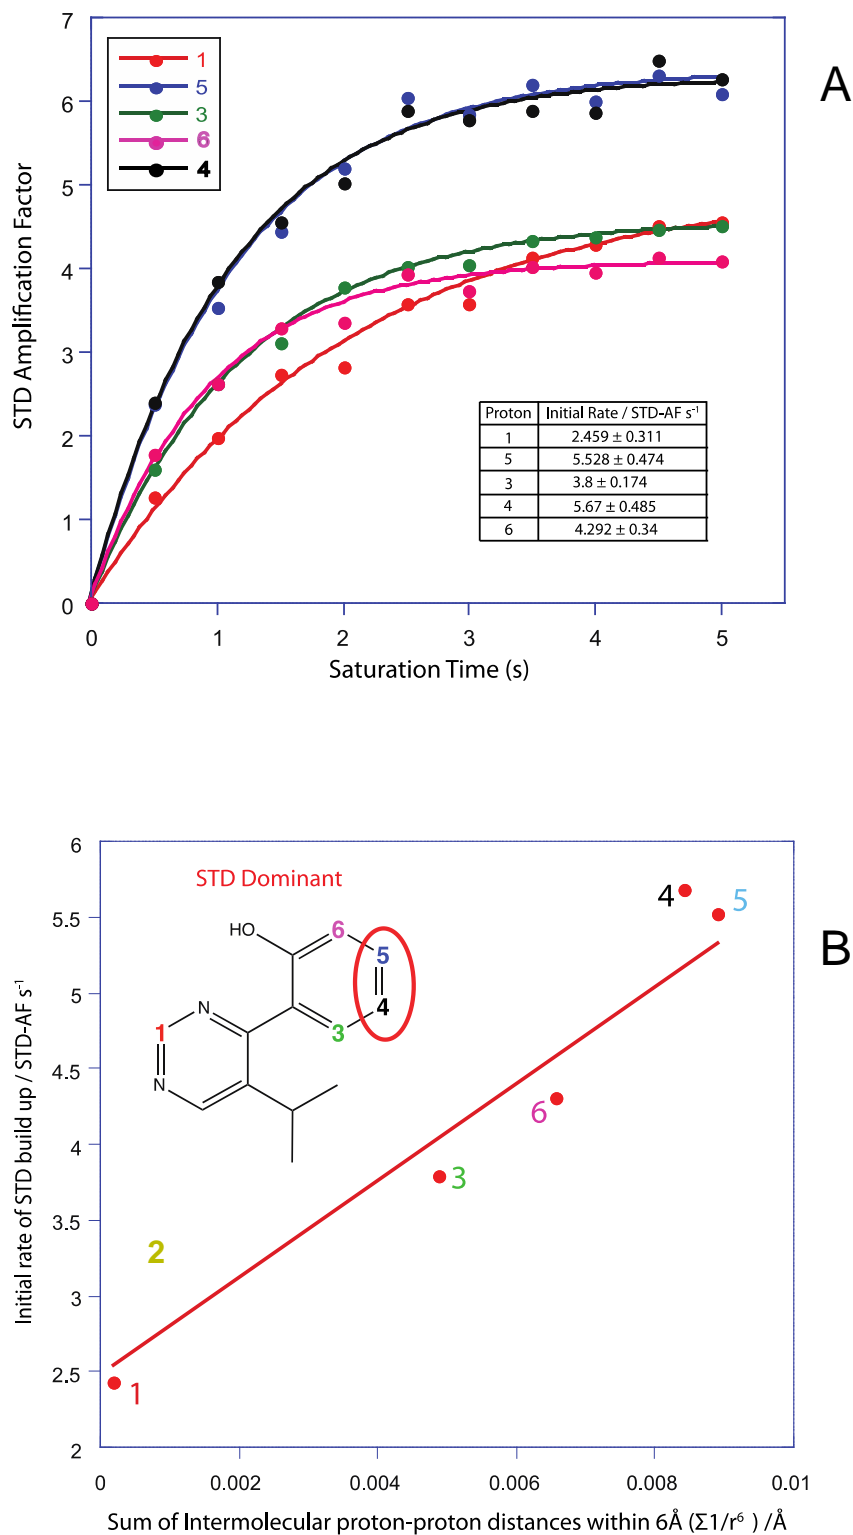 A
7
6
5
4
3
2
1
0
STD Amplification Factor
1
5
3
6
4
Proton Initial Rate / STD-AF s⁻¹
1 2.459 ± 0.311
5 5.528 ± 0.474
3 3.8 ± 0.174
4 5.67 ± 0.485
6 4.292 ± 0.34
0 1 2 3 4 5
Saturation Time (s)
B
6
5.5
5
4.5
4
3.5
3
2.5
2
Initial rate of STD build up / STD-AF s⁻¹
STD Dominant
HO
6
5
4
3
N
1
N
2
4
5
6
3
1
0 0.002 0.004 0.006 0.008 0.01
Sum of Intermolecular proton-proton distances within 6Å (Σ1/r⁶ ) /Å